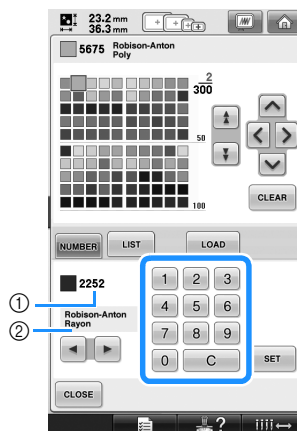 23.2 mm
36.3 mm
5675 Robison-Anton
Poly
2
300
50
100
CLEAR
NUMBER LIST LOAD
① 2252
② Robison-Anton
Rayon
1 2 3
4 5 6
7 8 9
0 C
SET
CLOSE
?